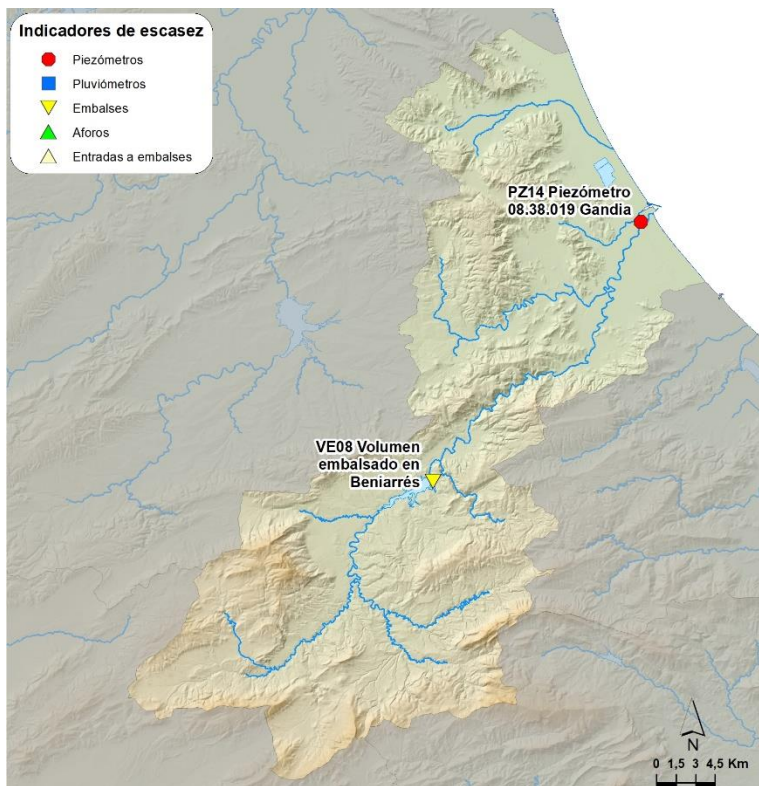 Indicadores de escasez
Piezómetros
Pluviómetros
Embalses
Aforos
Entradas a embalses
PZ14 Piezómetro
08.38.019 Gandia
VE08 Volumen
embalsado en
Beniarrés
N
0 1,5 3 4,5 Km